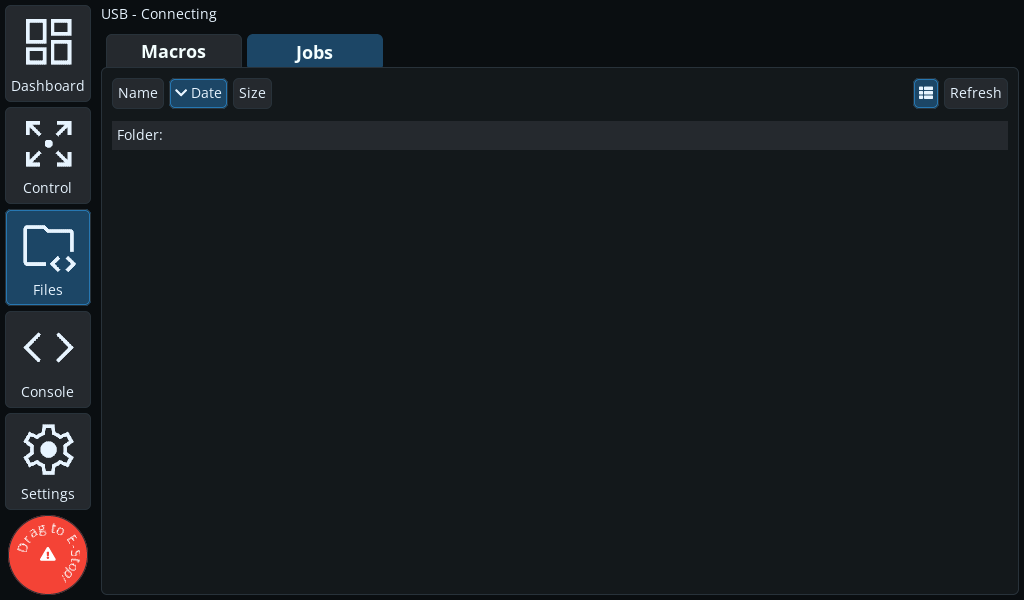 USB - Connecting
Macros
Jobs
Name
Date
Size
Refresh
Folder:
Dashboard
Control
Files
Console
Settings
Drag to E-Stop!